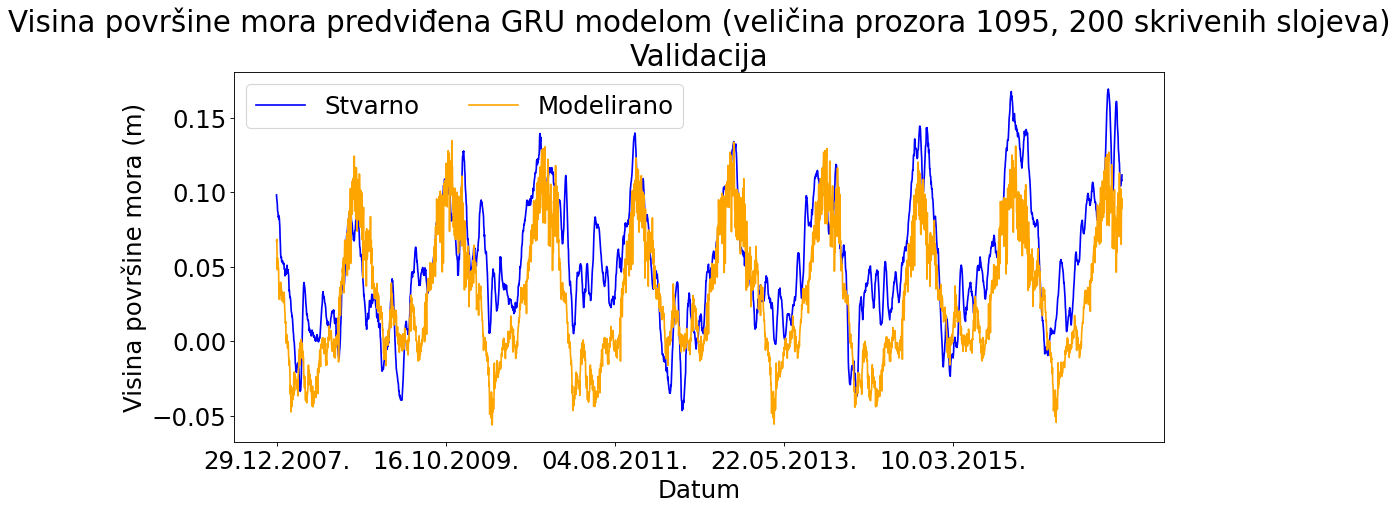 Visina površine mora predviđena GRU modelom (veličina prozora 1095, 200 skrivenih slojeva)
Validacija
Stvarno
Modelirano
Visina površine mora (m)
0.15
0.10
0.05
0.00
−0.05
29.12.2007.
16.10.2009.
04.08.2011.
22.05.2013.
10.03.2015.
Datum